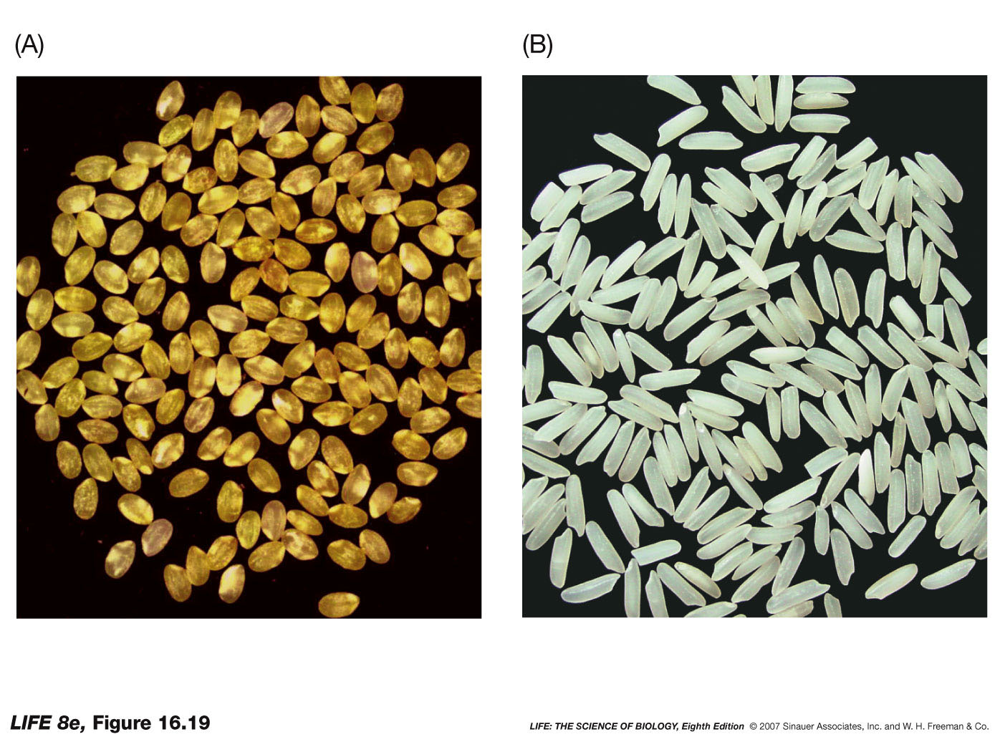 (A)
(B)
LIFE 8e, Figure 16.19
LIFE: THE SCIENCE OF BIOLOGY, Eighth Edition © 2007 Sinauer Associates, Inc. and W. H. Freeman & Co.